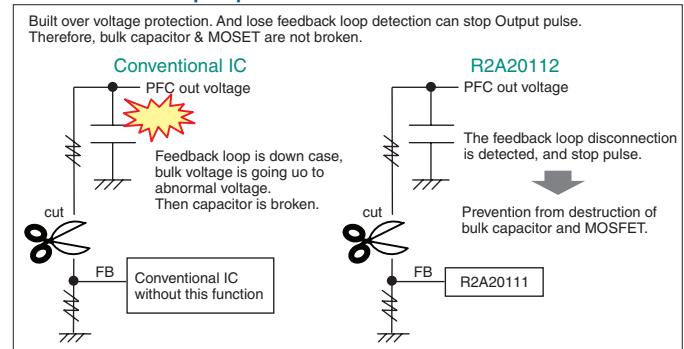 Built over voltage protection. And lose feedback loop detection can stop Output pulse.
Therefore, bulk capacitor & MOSET are not broken.
Conventional IC
PFC out voltage
Feedback loop is down case,
bulk voltage is going uo to
abnormal voltage.
Then capacitor is broken.
cut
FB
Conventional IC
without this function
R2A20112
PFC out voltage
The feedback loop disconnection
is detected, and stop pulse.
Prevention from destruction of
bulk capacitor and MOSFET.
cut
FB
R2A20111